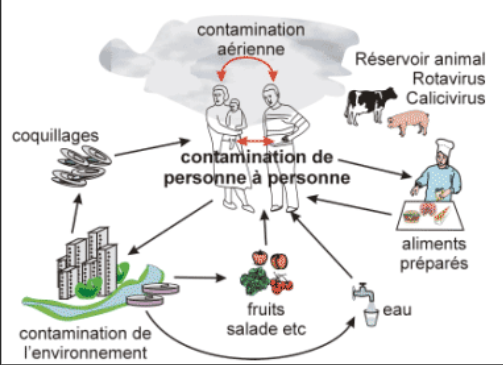 contamination
aérienne
Réservoir animal
Rotavirus
Calicivirus
coquillages
contamination de
personne à personne
aliments
préparés
fruits
salade etc
eau
contamination de
l'environnement